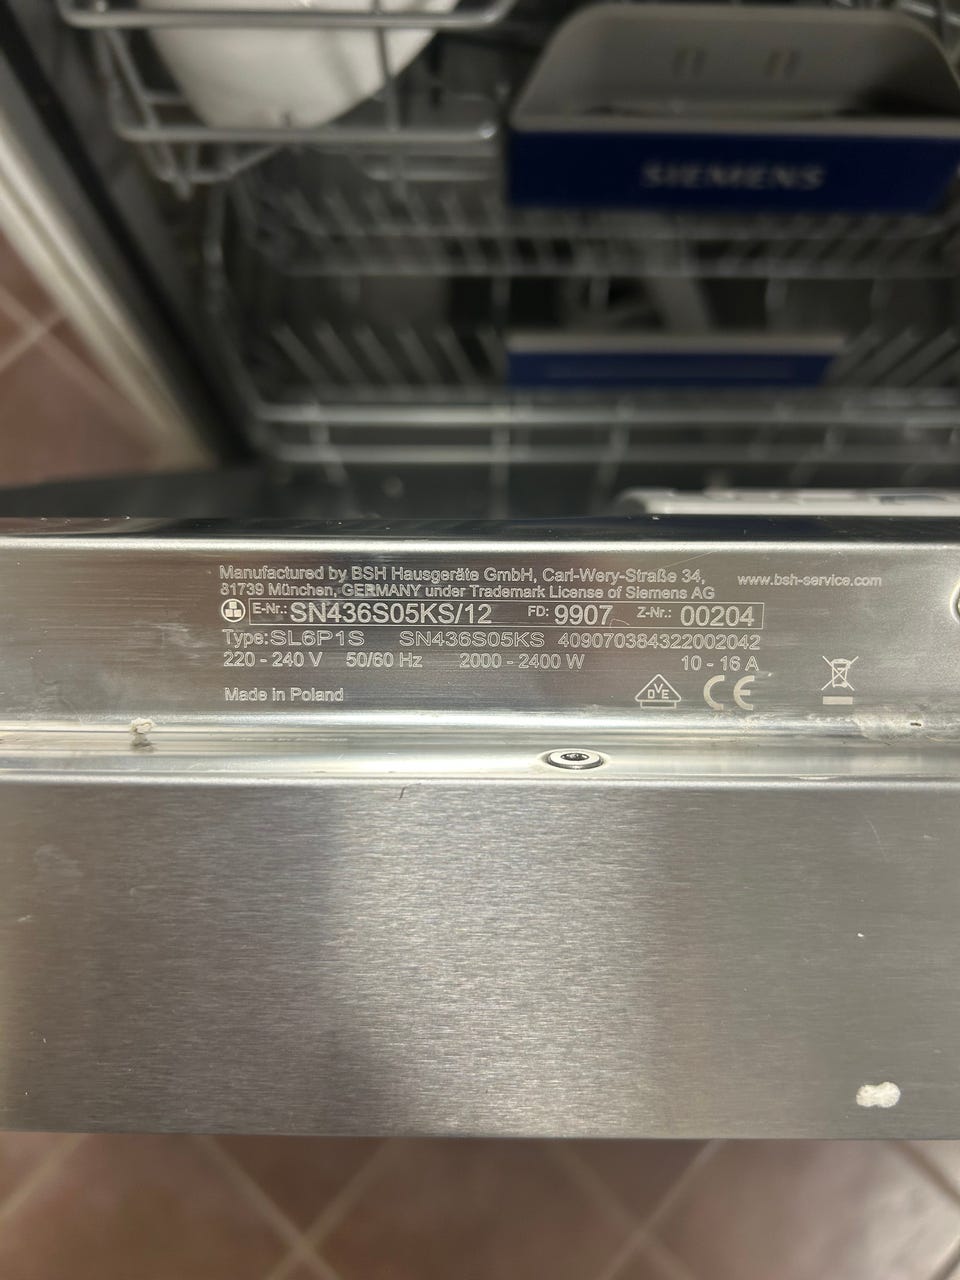 SIEMENS
Manufactured by BSH Hausgeräte GmbH, Carl-Wery-Straße 34, www.bsh-service.com
81739 München, GERMANY under Trademark License of Siemens AG
E-Nr.: SN436S05KS/12 FD: 9907 Z-Nr.: 00204
Type: SL6P1S SN436S05KS 409070384322002042
220 - 240 V 50/60 Hz 2000 - 2400 W 10 - 16 A
Made in Poland
DVE CE